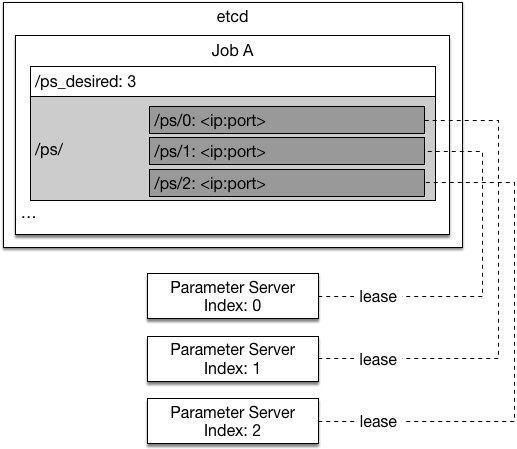 etcd
Job A
/ps_desired: 3
/ps/
/ps/0: <ip:port>
/ps/1: <ip:port>
/ps/2: <ip:port>
...
Parameter Server
Index: 0
lease
Parameter Server
Index: 1
lease
Parameter Server
Index: 2
lease